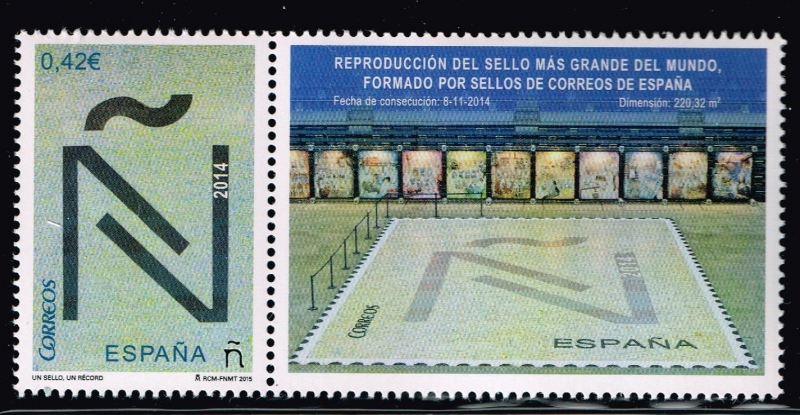 0,42€
Ñ
2014
CORREOS
ESPAÑA
ñ
UN SELLO, UN RÉCORD
RCM-FNMT 2015
REPRODUCCIÓN DEL SELLO MÁS GRANDE DEL MUNDO,
FORMADO POR SELLOS DE CORREOS DE ESPAÑA
Fecha de consecución: 8-11-2014 Dimensión: 220,32 m²
Ñ
2014
CORREOS
ESPAÑA